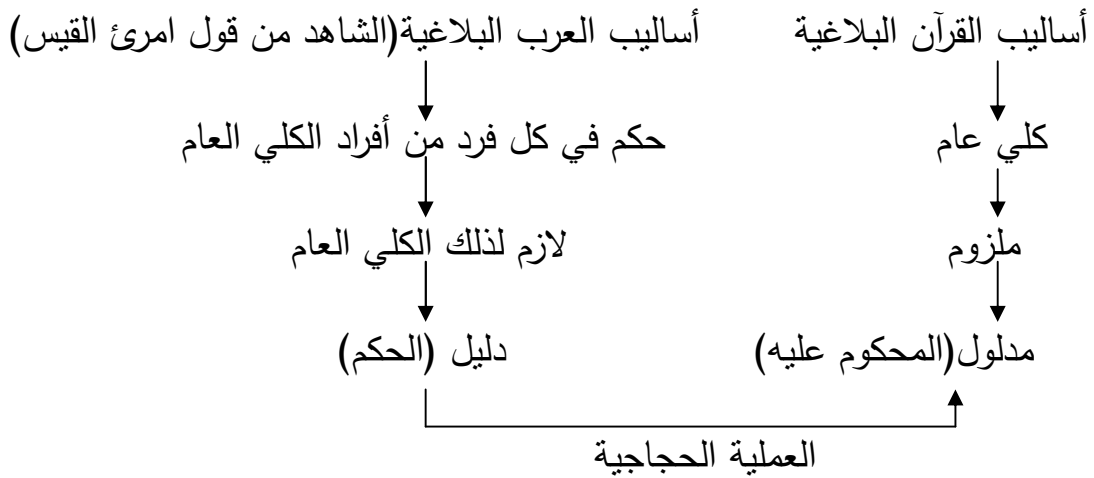 أساليب القرآن البلاغية أساليب العرب البلاغية(الشاهد من قول امرئ القيس)
كلي عام حكم في كل فرد من أفراد الكلي العام
ملزوم لازم لذلك الكلي العام
مدلول(المحكوم عليه) دليل (الحكم)
العملية الحجاجية